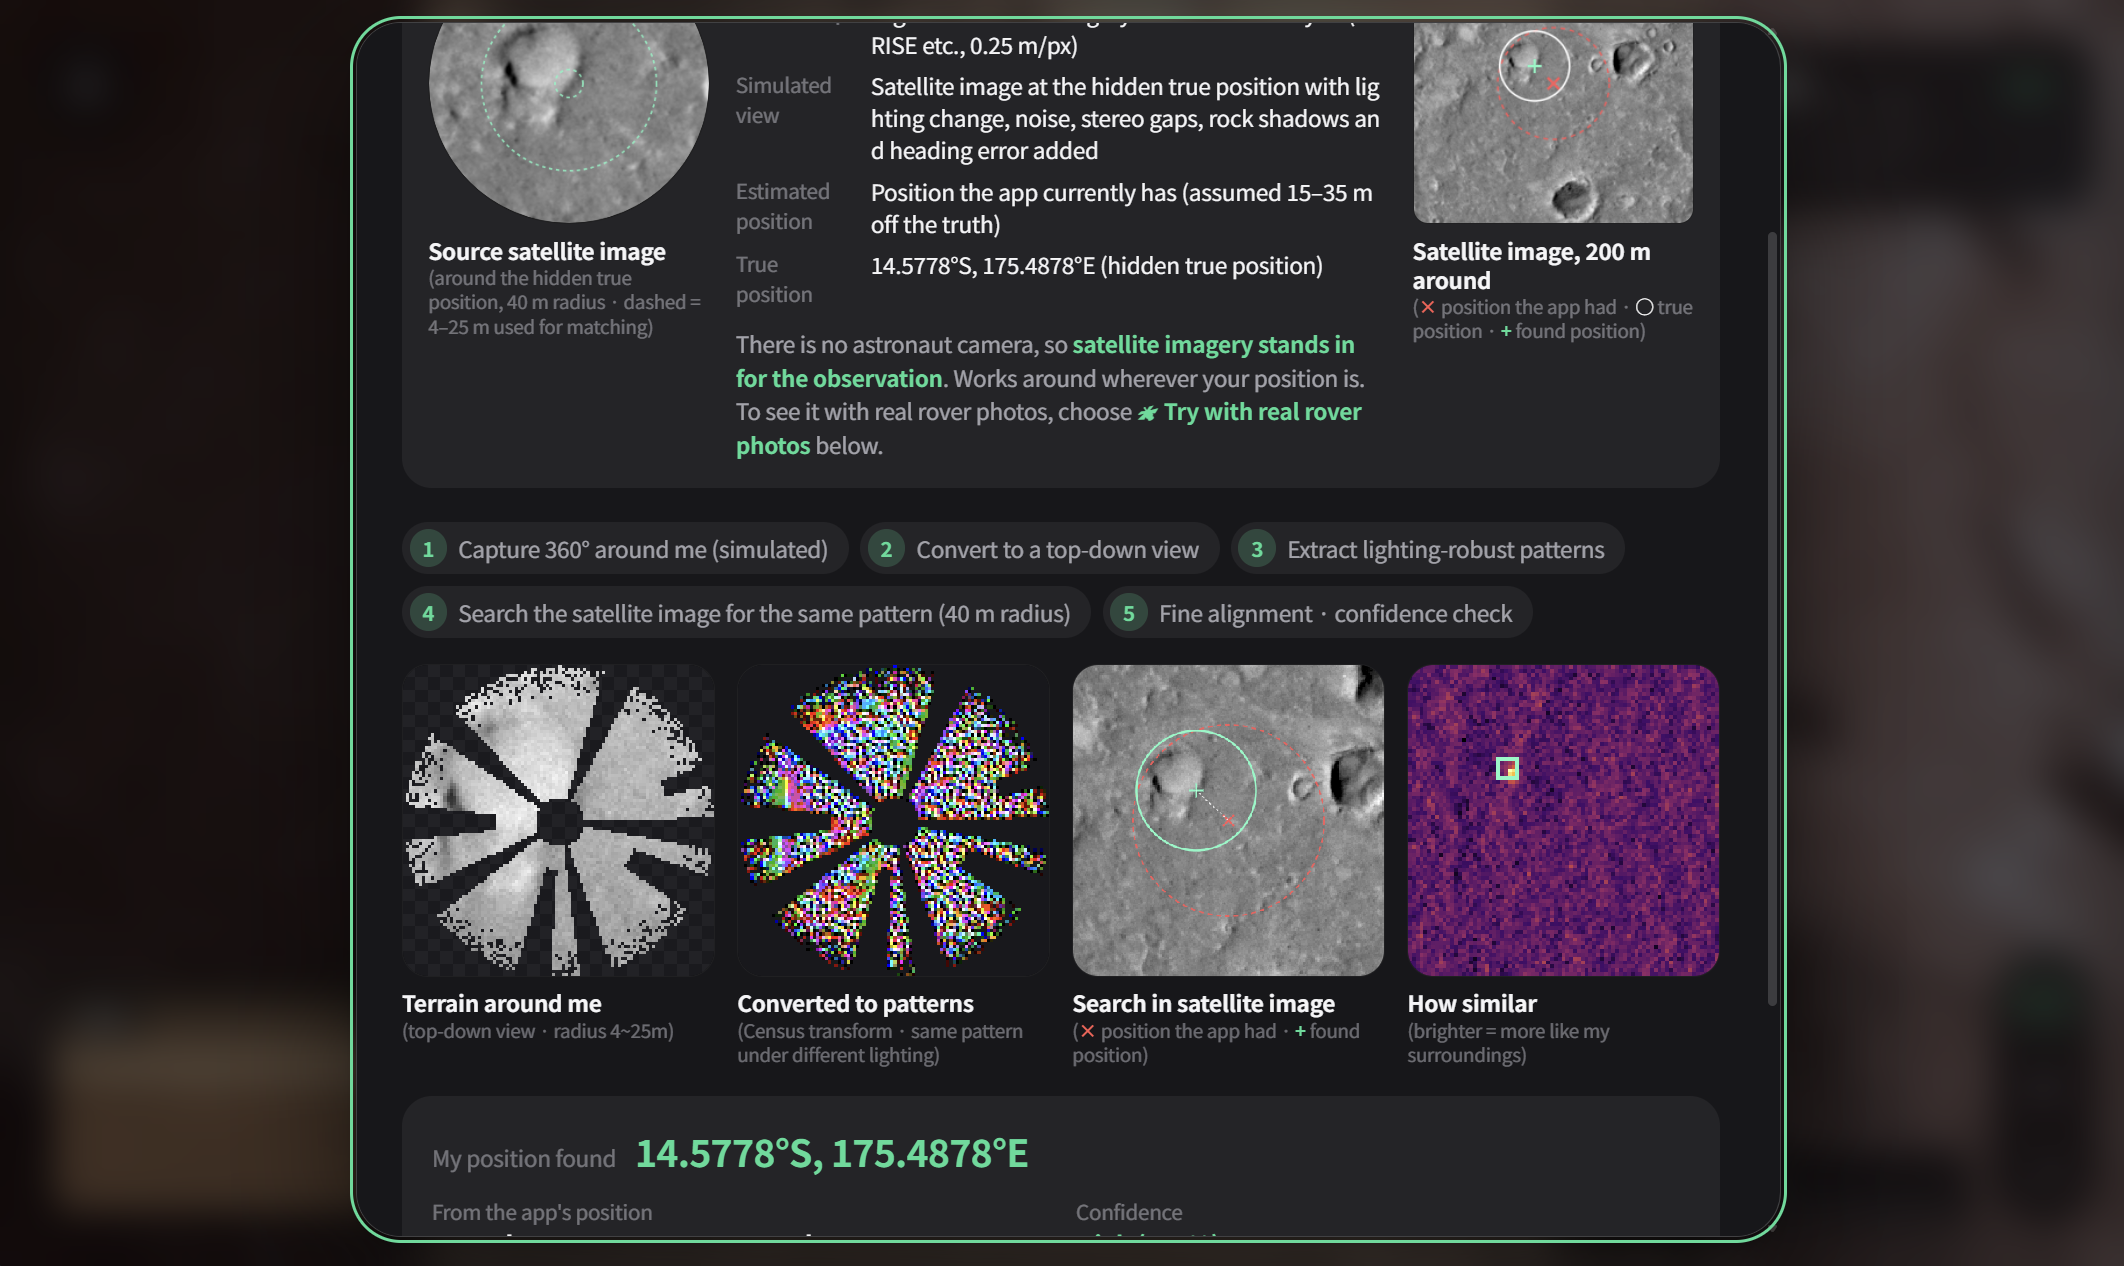 RISE etc., 0.25 m/px)
Simulated
view
Satellite image at the hidden true position with lig
hting change, noise, stereo gaps, rock shadows an
d heading error added
Estimated
position
Position the app currently has (assumed 15–35 m
off the truth)
True
position
14.5778°S, 175.4878°E (hidden true position)
Source satellite image
(around the hidden true
position, 40 m radius · dashed =
4–25 m used for matching)
There is no astronaut camera, so satellite imagery stands in
for the observation. Works around wherever your position is.
To see it with real rover photos, choose Try with real rover
photos below.
Satellite image, 200 m
around
(✕ position the app had · ◯ true
position · + found position)
1 Capture 360° around me (simulated)
2 Convert to a top-down view
3 Extract lighting-robust patterns
4 Search the satellite image for the same pattern (40 m radius)
5 Fine alignment · confidence check
Terrain around me
(top-down view · radius 4~25m)
Converted to patterns
(Census transform · same pattern
under different lighting)
Search in satellite image
(✕ position the app had · + found
position)
How similar
(brighter = more like my
surroundings)
My position found 14.5778°S, 175.4878°E
From the app's position
Confidence